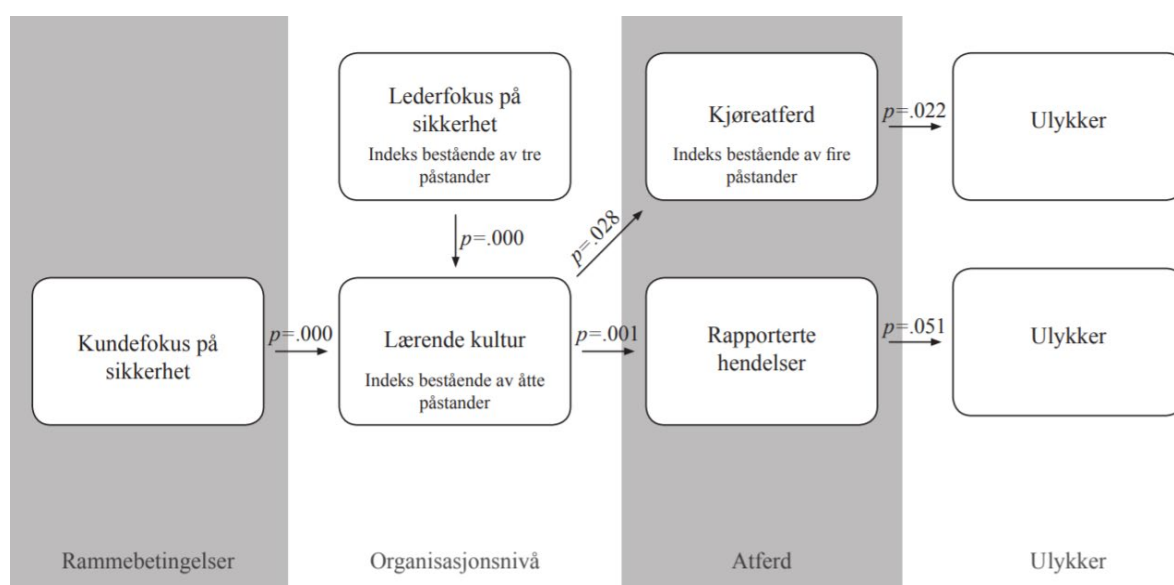 Lederfokus på
sikkerhet
Indeks bestående av tre
påstander
Kjøreatferd
Indeks bestående av fire
påstander
p=.022
Ulykker
p=.000
p=.028
Kundefokus på
sikkerhet
p=.000
Lærende kultur
Indeks bestående av åtte
påstander
p=.001
Rapporterte
hendelser
p=.051
Ulykker
Rammebetingelser
Organisasjonsnivå
Atferd
Ulykker